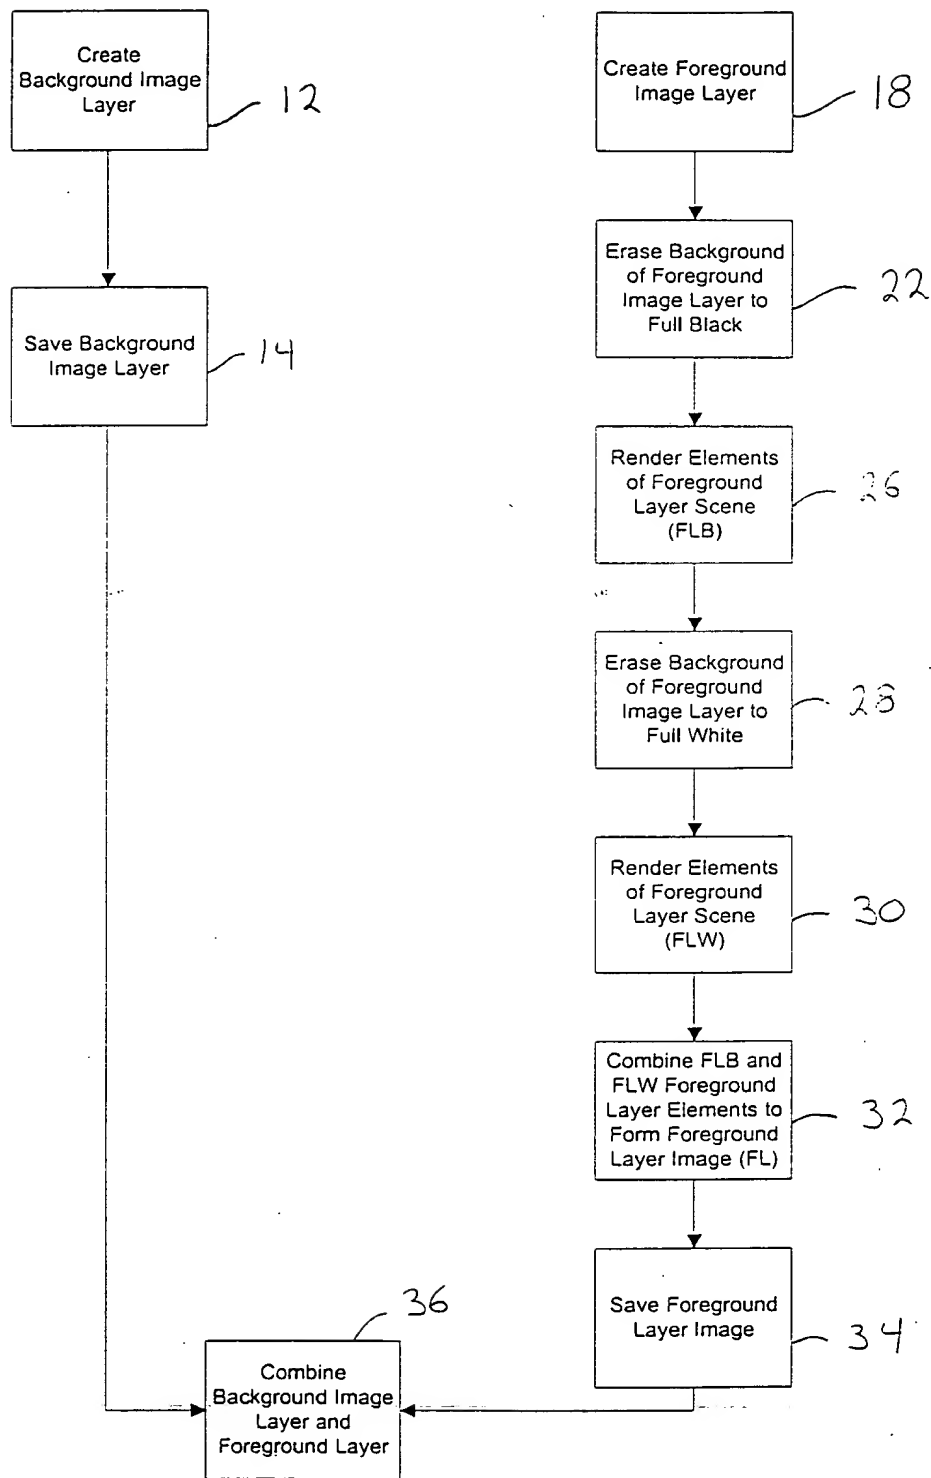 Create
Background Image
Layer
12
Save Background
Image Layer
14
Create Foreground
Image Layer
18
Erase Background
of Foreground
Image Layer to
Full Black
22
Render Elements
of Foreground
Layer Scene
(FLB)
26
Erase Background
of Foreground
Image Layer to
Full White
28
Render Elements
of Foreground
Layer Scene
(FLW)
30
Combine FLB and
FLW Foreground
Layer Elements to
Form Foreground
Layer Image (FL)
32
Save Foreground
Layer Image
34
36
Combine
Background Image
Layer and
Foreground Layer